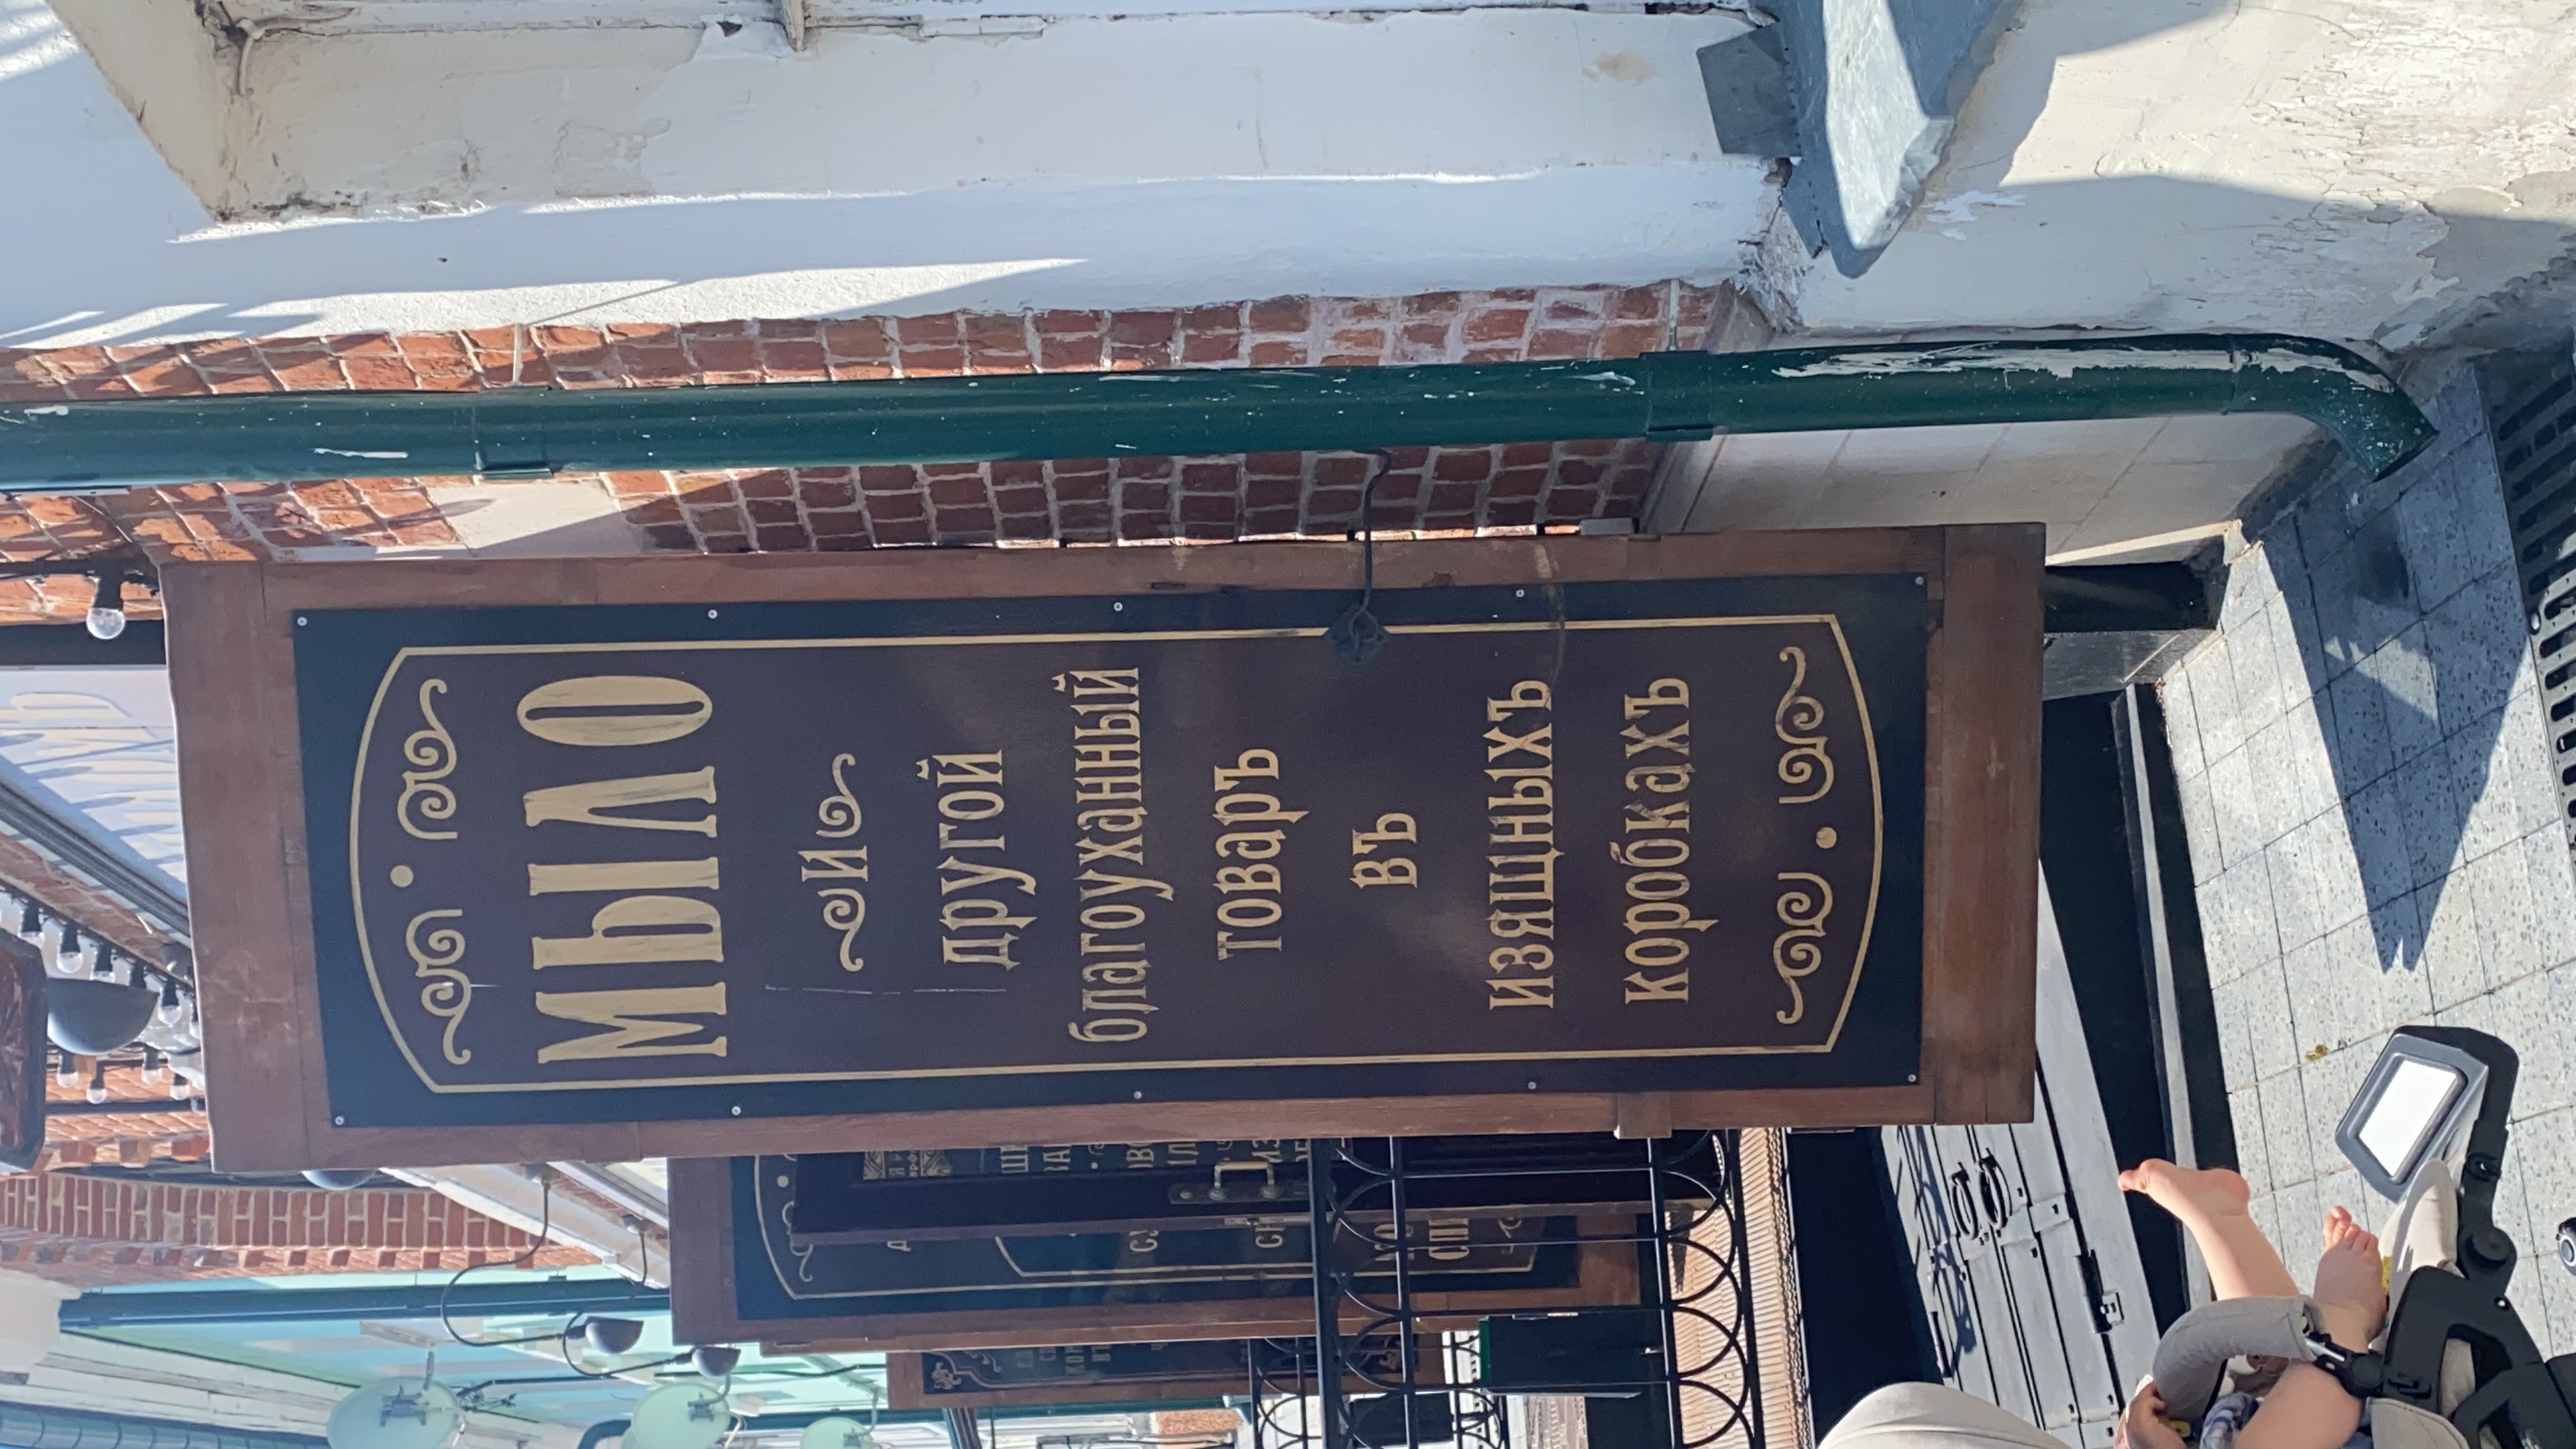 МЫЛО
И
другой
благоуханный
товаръ
въ
изящныхъ
коробкахъ